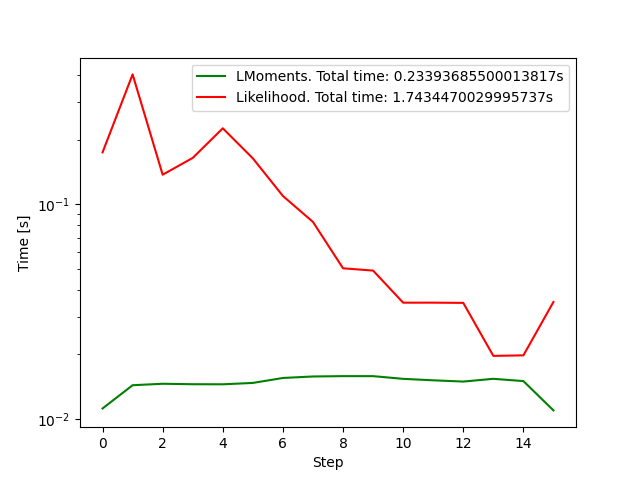 LMoments. Total time: 0.23393685500013817s
Likelihood. Total time: 1.7434470029995737s
Time [s]
10⁻¹
10⁻²
0 2 4 6 8 10 12 14
Step